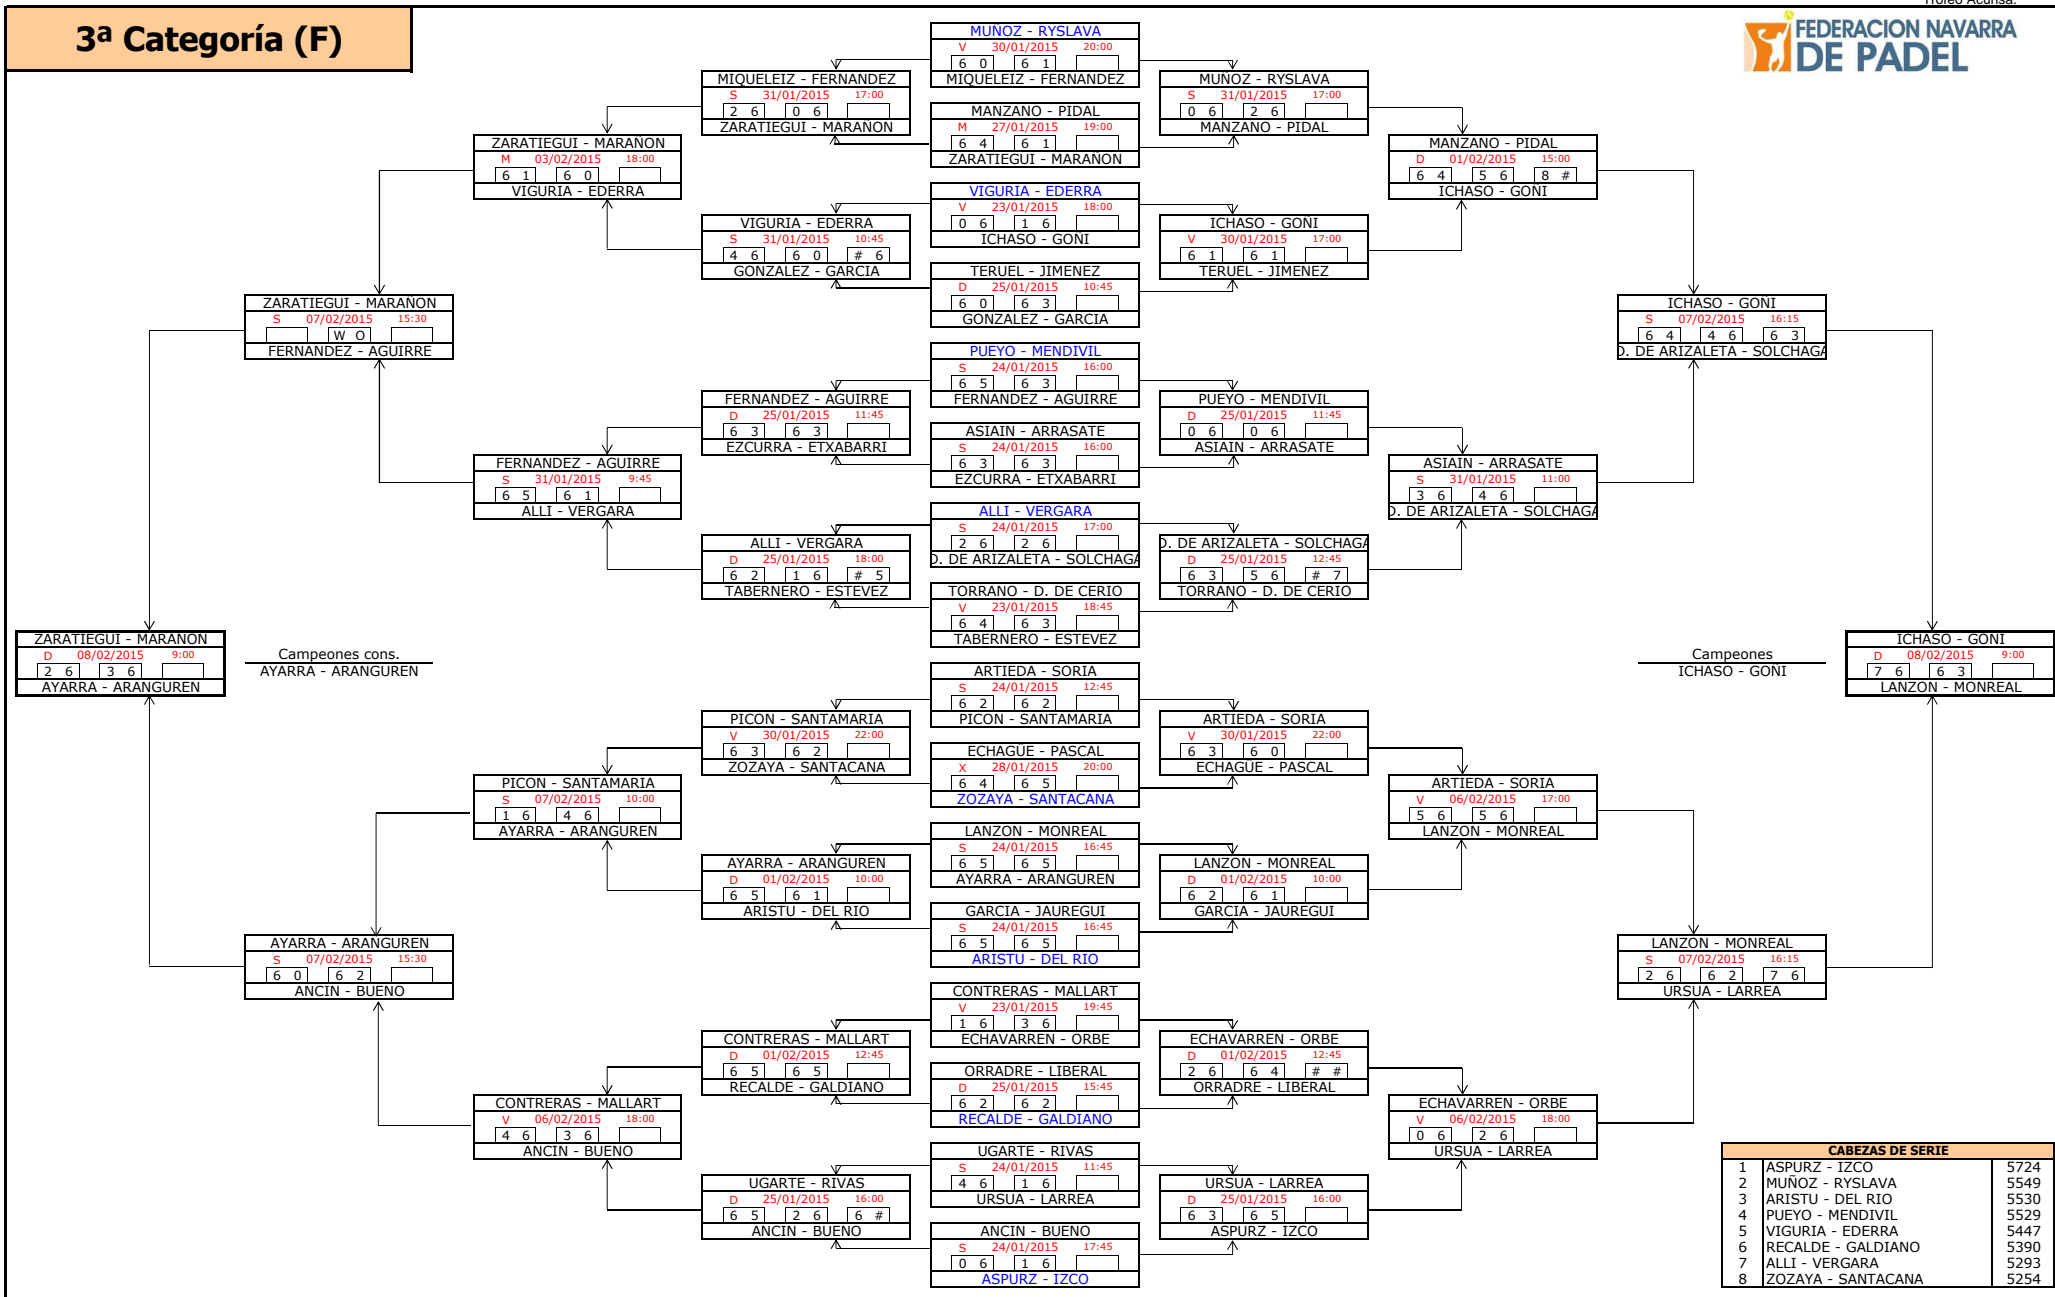 Trofeo Acunsa.
3ª Categoría (F)
FEDERACION NAVARRA
DE PADEL
ZARATIEGUI - MARAÑON
D 08/02/2015 9:00
2 6 3 6
AYARRA - ARANGUREN
Campeones cons.
AYARRA - ARANGUREN
ZARATIEGUI - MARAÑON
S 07/02/2015 15:30
W O
FERNANDEZ - AGUIRRE
AYARRA - ARANGUREN
S 07/02/2015 15:30
6 0 6 2
ANCIN - BUENO
ZARATIEGUI - MARAÑON
M 03/02/2015 18:00
6 1 6 0
VIGURIA - EDERRA
FERNANDEZ - AGUIRRE
S 31/01/2015 9:45
6 5 6 1
ALLI - VERGARA
PICON - SANTAMARIA
S 07/02/2015 10:00
1 6 4 6
AYARRA - ARANGUREN
CONTRERAS - MALLART
V 06/02/2015 18:00
4 6 3 6
ANCIN - BUENO
MIQUELEIZ - FERNANDEZ
S 31/01/2015 17:00
2 6 0 6
ZARATIEGUI - MARAÑON
VIGURIA - EDERRA
S 31/01/2015 10:45
4 6 6 0 # 6
GONZALEZ - GARCIA
FERNANDEZ - AGUIRRE
D 25/01/2015 11:45
6 3 6 3
EZCURRA - ETXABARRI
ALLI - VERGARA
D 25/01/2015 18:00
6 2 1 6 # 5
TABERNERO - ESTEVEZ
PICON - SANTAMARIA
V 30/01/2015 22:00
6 3 6 2
ZOZAYA - SANTACANA
AYARRA - ARANGUREN
D 01/02/2015 10:00
6 5 6 1
ARISTU - DEL RIO
CONTRERAS - MALLART
D 01/02/2015 12:45
6 5 6 5
RECALDE - GALDIANO
UGARTE - RIVAS
D 25/01/2015 16:00
6 5 2 6 6 #
ANCIN - BUENO
MUÑOZ - RYSLAVA
V 30/01/2015 20:00
6 0 6 1
MIQUELEIZ - FERNANDEZ
MANZANO - PIDAL
M 27/01/2015 19:00
6 4 6 1
ZARATIEGUI - MARAÑON
VIGURIA - EDERRA
V 23/01/2015 18:00
0 6 1 6
ICHASO - GOÑI
TERUEL - JIMENEZ
D 25/01/2015 10:45
6 0 6 3
GONZALEZ - GARCIA
PUEYO - MENDIVIL
S 24/01/2015 16:00
6 5 6 3
FERNANDEZ - AGUIRRE
ASIAIN - ARRASATE
S 24/01/2015 16:00
6 3 6 3
EZCURRA - ETXABARRI
ALLI - VERGARA
S 24/01/2015 17:00
2 6 2 6
D. DE ARIZALETA - SOLCHAGA
TORRANO - D. DE CERIO
V 23/01/2015 18:45
6 4 6 3
TABERNERO - ESTEVEZ
ARTIEDA - SORIA
S 24/01/2015 12:45
6 2 6 2
PICON - SANTAMARIA
ECHAGÜE - PASCAL
X 28/01/2015 20:00
6 4 6 5
ZOZAYA - SANTACANA
LANZON - MONREAL
S 24/01/2015 16:45
6 5 6 5
AYARRA - ARANGUREN
GARCIA - JAUREGUI
S 24/01/2015 16:45
6 5 6 5
ARISTU - DEL RIO
CONTRERAS - MALLART
V 23/01/2015 19:45
1 6 3 6
ECHAVARREN - ORBE
ORRADRE - LIBERAL
D 25/01/2015 15:45
6 2 6 2
RECALDE - GALDIANO
UGARTE - RIVAS
S 24/01/2015 11:45
4 6 1 6
URSUA - LARREA
ANCIN - BUENO
S 24/01/2015 17:45
0 6 1 6
ASPURZ - IZCO
MUÑOZ - RYSLAVA
S 31/01/2015 17:00
0 6 2 6
MANZANO - PIDAL
ICHASO - GOÑI
V 30/01/2015 17:00
6 1 6 1
TERUEL - JIMENEZ
PUEYO - MENDIVIL
D 25/01/2015 11:45
0 6 0 6
ASIAIN - ARRASATE
D. DE ARIZALETA - SOLCHAGA
D 25/01/2015 12:45
6 3 5 6 # 7
TORRANO - D. DE CERIO
ARTIEDA - SORIA
V 30/01/2015 22:00
6 3 6 0
ECHAGÜE - PASCAL
LANZON - MONREAL
D 01/02/2015 10:00
6 2 6 1
GARCIA - JAUREGUI
ECHAVARREN - ORBE
D 01/02/2015 12:45
2 6 6 4 # #
ORRADRE - LIBERAL
URSUA - LARREA
D 25/01/2015 16:00
6 3 6 5
ASPURZ - IZCO
MANZANO - PIDAL
D 01/02/2015 15:00
6 4 5 6 8 #
ICHASO - GOÑI
ASIAIN - ARRASATE
S 31/01/2015 11:00
3 6 4 6
D. DE ARIZALETA - SOLCHAGA
ARTIEDA - SORIA
V 06/02/2015 17:00
5 6 5 6
LANZON - MONREAL
ECHAVARREN - ORBE
V 06/02/2015 18:00
0 6 2 6
URSUA - LARREA
ICHASO - GOÑI
S 07/02/2015 16:15
6 4 4 6 6 3
D. DE ARIZALETA - SOLCHAGA
LANZON - MONREAL
S 07/02/2015 16:15
2 6 6 2 7 6
URSUA - LARREA
Campeones
ICHASO - GOÑI
ICHASO - GOÑI
D 08/02/2015 9:00
7 6 6 3
LANZON - MONREAL
CABEZAS DE SERIE
1 ASPURZ - IZCO 5724
2 MUÑOZ - RYSLAVA 5549
3 ARISTU - DEL RIO 5530
4 PUEYO - MENDIVIL 5529
5 VIGURIA - EDERRA 5447
6 RECALDE - GALDIANO 5390
7 ALLI - VERGARA 5293
8 ZOZAYA - SANTACANA 5254